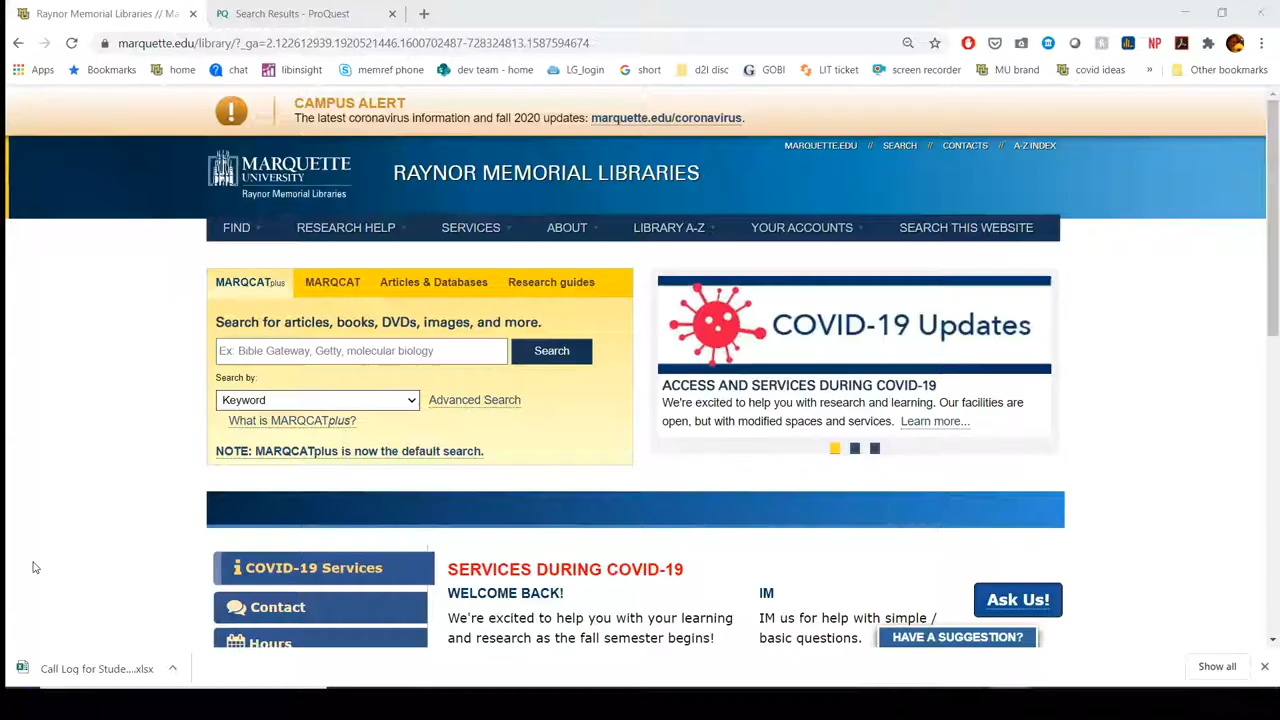 Raynor Memorial Libraries // Ma
Search Results - ProQuest
marquette.edu/library/?_ga=2.122612939.1920521446.1600702487-728324813.1587594674
Apps
Bookmarks
home
chat
libinsight
memref phone
dev team - home
LG_login
short
d2l disc
GOBI
LIT ticket
screen recorder
MU brand
covid ideas
»
Other bookmarks
CAMPUS ALERT
The latest coronavirus information and fall 2020 updates: marquette.edu/coronavirus.
MARQUETTE.EDU // SEARCH // CONTACTS // A-Z INDEX
MARQUETTE
UNIVERSITY
Raynor Memorial Libraries
RAYNOR MEMORIAL LIBRARIES
FIND
RESEARCH HELP
SERVICES
ABOUT
LIBRARY A-Z
YOUR ACCOUNTS
SEARCH THIS WEBSITE
MARQCATplus
MARQCAT
Articles & Databases
Research guides
Search for articles, books, DVDs, images, and more.
Ex: Bible Gateway, Getty, molecular biology
Search
Search by:
Keyword
Advanced Search
What is MARQCATplus?
NOTE: MARQCATplus is now the default search.
COVID-19 Updates
ACCESS AND SERVICES DURING COVID-19
We're excited to help you with research and learning. Our facilities are
open, but with modified spaces and services. Learn more...
COVID-19 Services
Contact
Hours
SERVICES DURING COVID-19
WELCOME BACK!
We're excited to help you with your learning
and research as the fall semester begins!
IM
IM us for help with simple /
basic questions.
Ask Us!
HAVE A SUGGESTION?
Call Log for Stude....xlsx
Show all